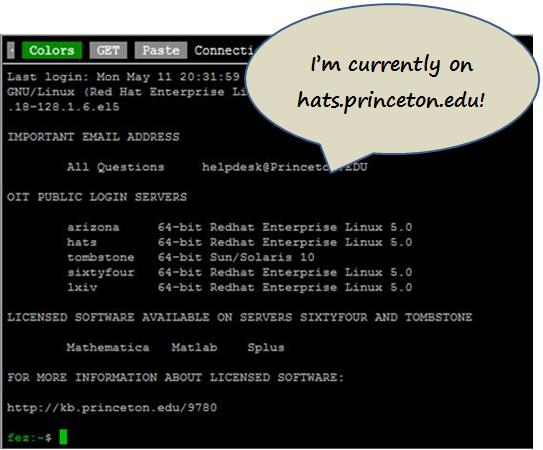 Colors GET Paste Connecti
I'm currently on
hats.princeton.edu!
Last login: Mon May 11 20:31:59
GNU/Linux (Red Hat Enterprise Li
.18-128.1.6.el5
IMPORTANT EMAIL ADDRESS
All Questions helpdesk@Princeton.EDU
OIT PUBLIC LOGIN SERVERS
arizona 64-bit Redhat Enterprise Linux 5.0
hats 64-bit Redhat Enterprise Linux 5.0
tombstone 64-bit Sun/Solaris 10
sixtyfour 64-bit Redhat Enterprise Linux 5.0
lxiv 64-bit Redhat Enterprise Linux 5.0
LICENSED SOFTWARE AVAILABLE ON SERVERS SIXTYFOUR AND TOMBSTONE
Mathematica Matlab Splus
FOR MORE INFORMATION ABOUT LICENSED SOFTWARE:
http://kb.princeton.edu/9780
fez:~$